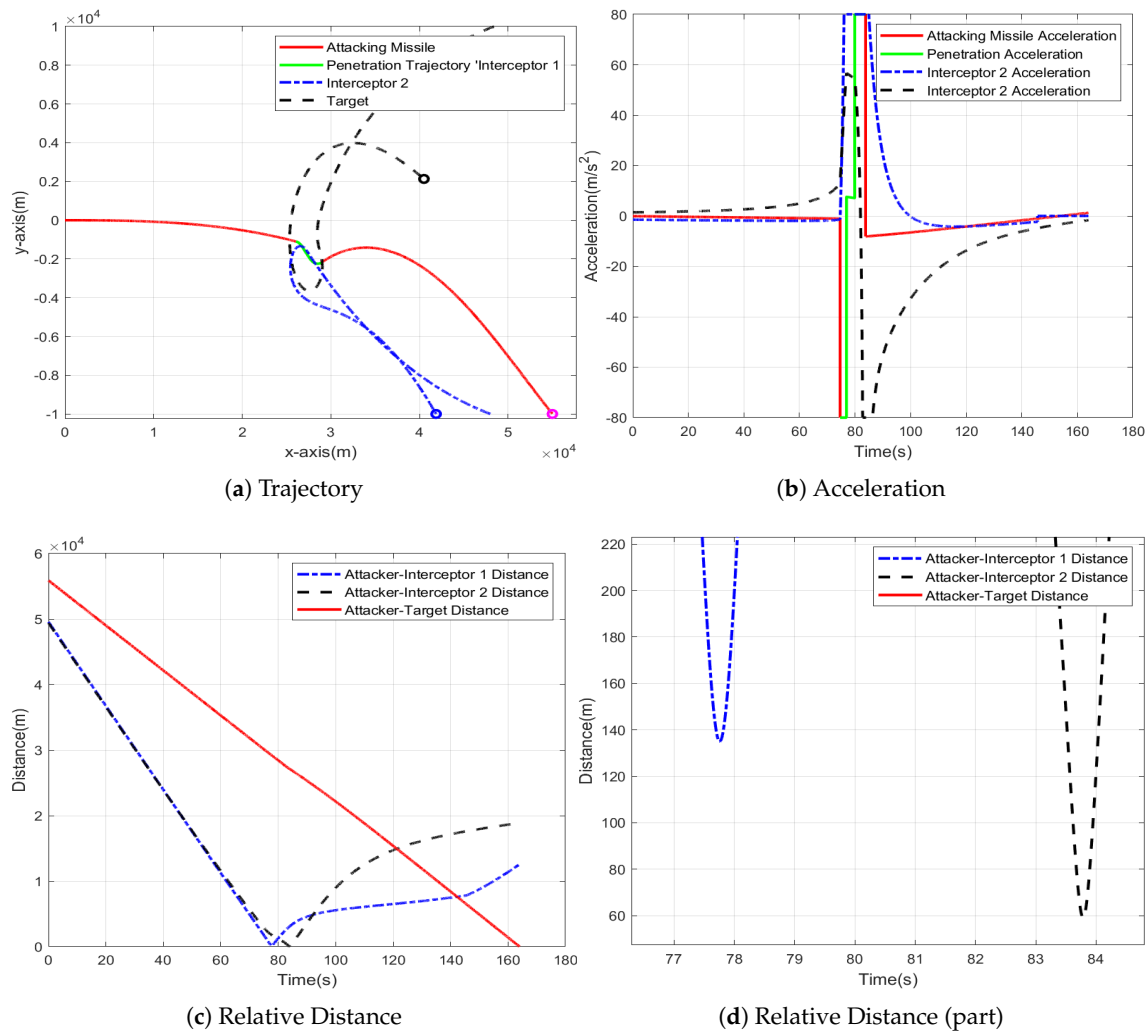 ×10⁴
1
0.8
0.6
0.4
0.2
0
-0.2
-0.4
-0.6
-0.8
-1
y-axis(m)
0 1 2 3 4 5
x-axis(m)
×10⁴
Attacking Missile
Penetration Trajectory 'Interceptor 1
Interceptor 2
Target
(a) Trajectory
80
60
40
20
0
-20
-40
-60
-80
Acceleration(m/s²)
0 20 40 60 80 100 120 140 160 180
Time(s)
Attacking Missile Acceleration
Penetration Acceleration
Interceptor 2 Acceleration
Interceptor 2 Acceleration
(b) Acceleration
×10⁴
6
5
4
3
2
1
0
Distance(m)
0 20 40 60 80 100 120 140 160 180
Time(s)
Attacker-Interceptor 1 Distance
Attacker-Interceptor 2 Distance
Attacker-Target Distance
(c) Relative Distance
220
200
180
160
140
120
100
80
60
Distance(m)
77 78 79 80 81 82 83 84
Time(s)
Attacker-Interceptor 1 Distance
Attacker-Interceptor 2 Distance
Attacker-Target Distance
(d) Relative Distance (part)